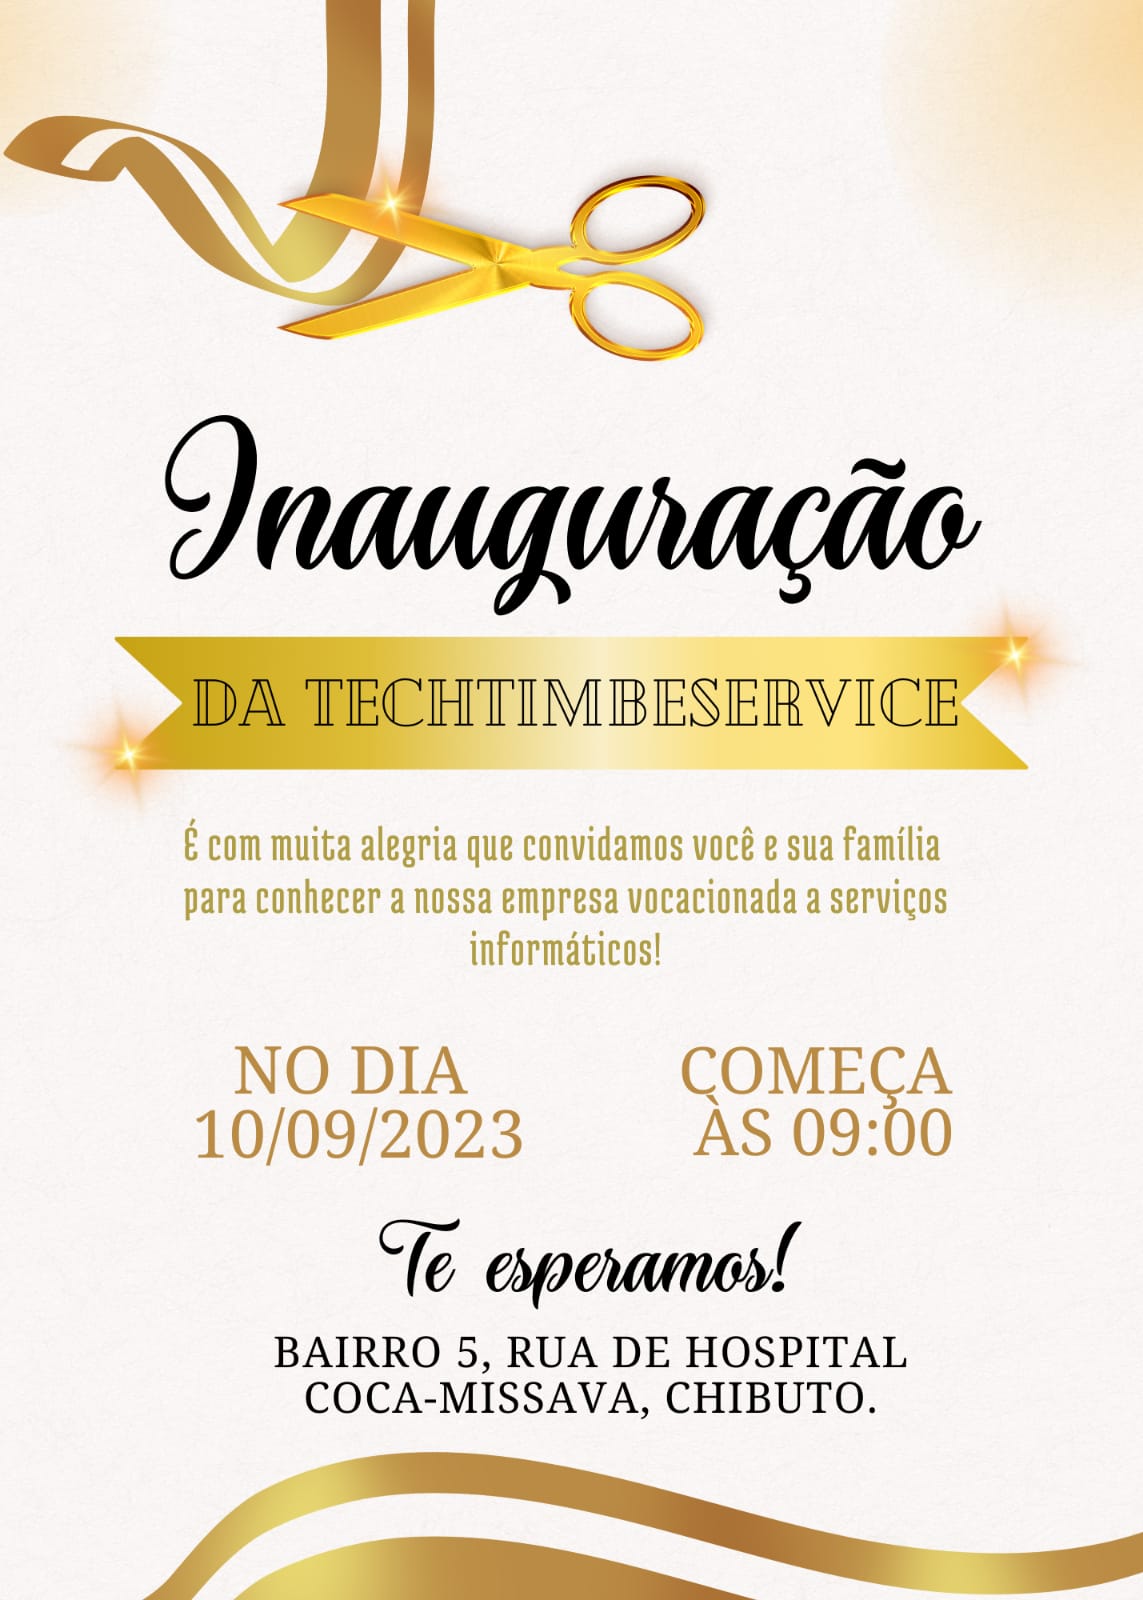 Inauguração
DA TECHTIMBESERVICE
É com muita alegria que convidamos você e sua família
para conhecer a nossa empresa vocacionada a serviços
informáticos!
NO DIA
10/09/2023
COMEÇA
ÀS 09:00
Te esperamos!
BAIRRO 5, RUA DE HOSPITAL
COCA-MISSAVA, CHIBUTO.